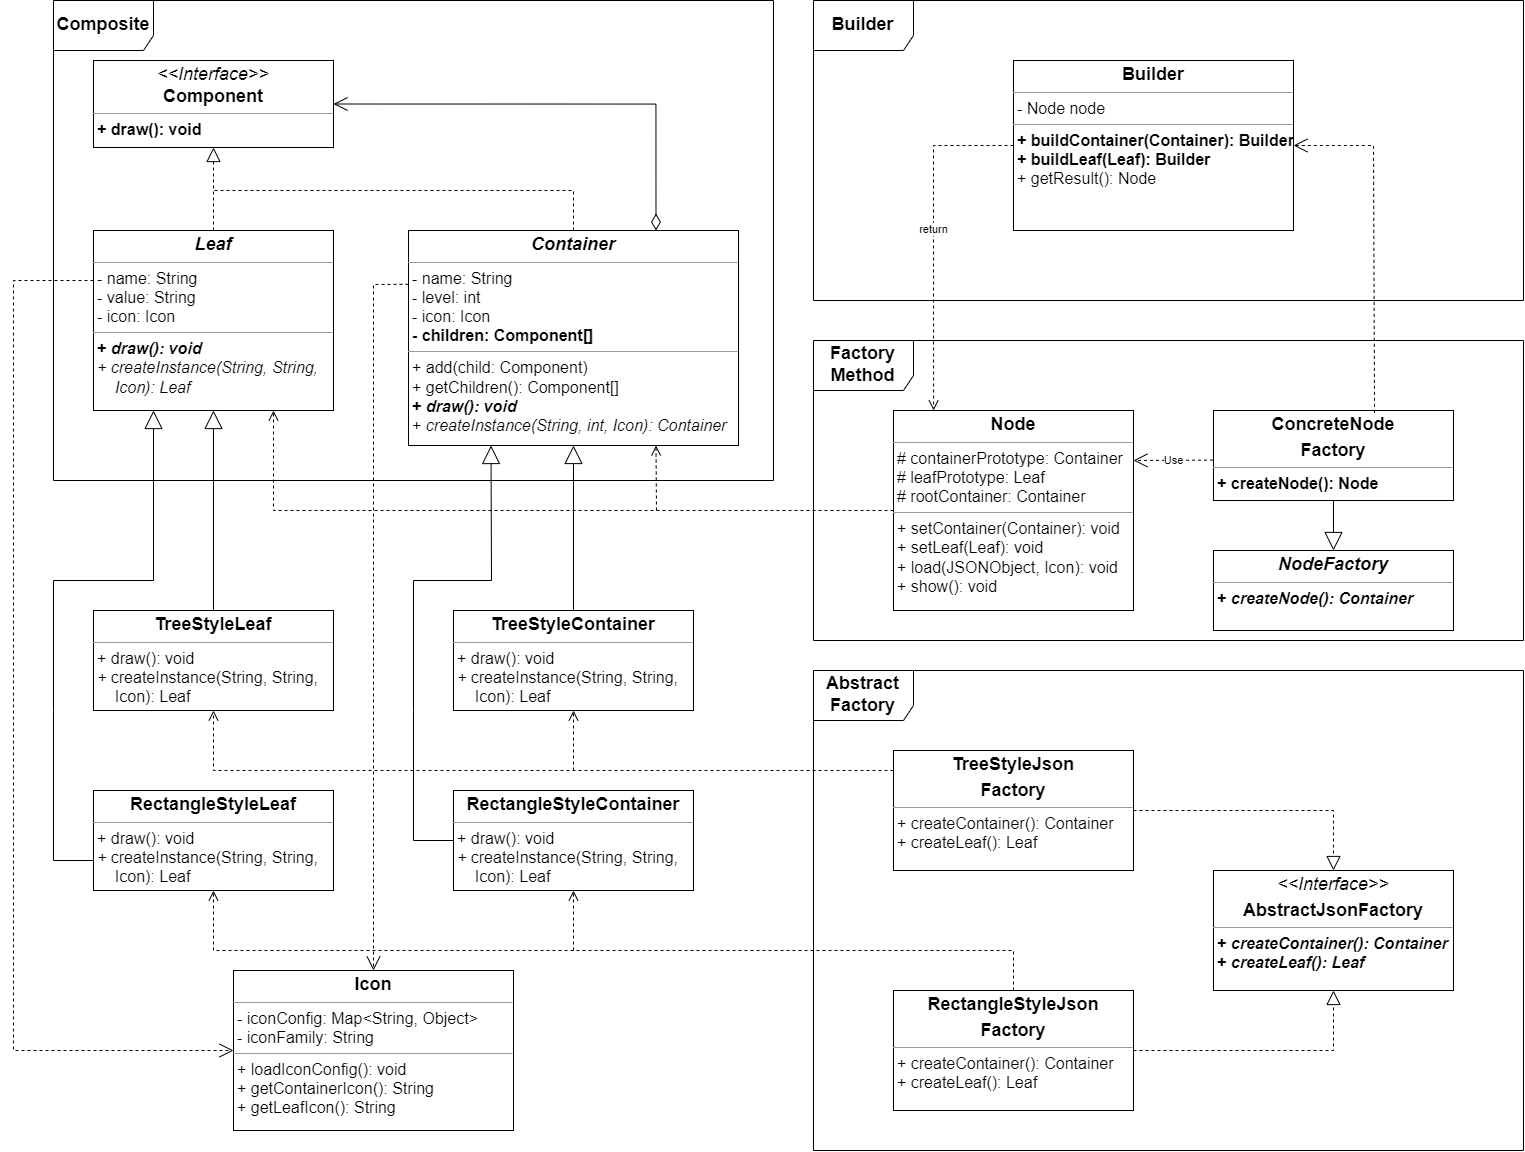 Composite
<<Interface>>
Component
+ draw(): void
Leaf
- name: String
- value: String
- icon: Icon
+ draw(): void
+ createInstance(String, String,
Icon): Leaf
Container
- name: String
- level: int
- icon: Icon
- children: Component[]
+ add(child: Component)
+ getChildren(): Component[]
+ draw(): void
+ createInstance(String, int, Icon): Container
TreeStyleLeaf
+ draw(): void
+ createInstance(String, String,
Icon): Leaf
TreeStyleContainer
+ draw(): void
+ createInstance(String, String,
Icon): Leaf
RectangleStyleLeaf
+ draw(): void
+ createInstance(String, String,
Icon): Leaf
RectangleStyleContainer
+ draw(): void
+ createInstance(String, String,
Icon): Leaf
Icon
- iconConfig: Map<String, Object>
- iconFamily: String
+ loadIconConfig(): void
+ getContainerIcon(): String
+ getLeafIcon(): String
Builder
Builder
- Node node
+ buildContainer(Container): Builder
+ buildLeaf(Leaf): Builder
+ getResult(): Node
return
Factory
Method
Node
# containerPrototype: Container
# leafPrototype: Leaf
# rootContainer: Container
+ setContainer(Container): void
+ setLeaf(Leaf): void
+ load(JSONObject, Icon): void
+ show(): void
Use
ConcreteNode
Factory
+ createNode(): Node
NodeFactory
+ createNode(): Container
Abstract
Factory
TreeStyleJson
Factory
+ createContainer(): Container
+ createLeaf(): Leaf
<<Interface>>
AbstractJsonFactory
+ createContainer(): Container
+ createLeaf(): Leaf
RectangleStyleJson
Factory
+ createContainer(): Container
+ createLeaf(): Leaf